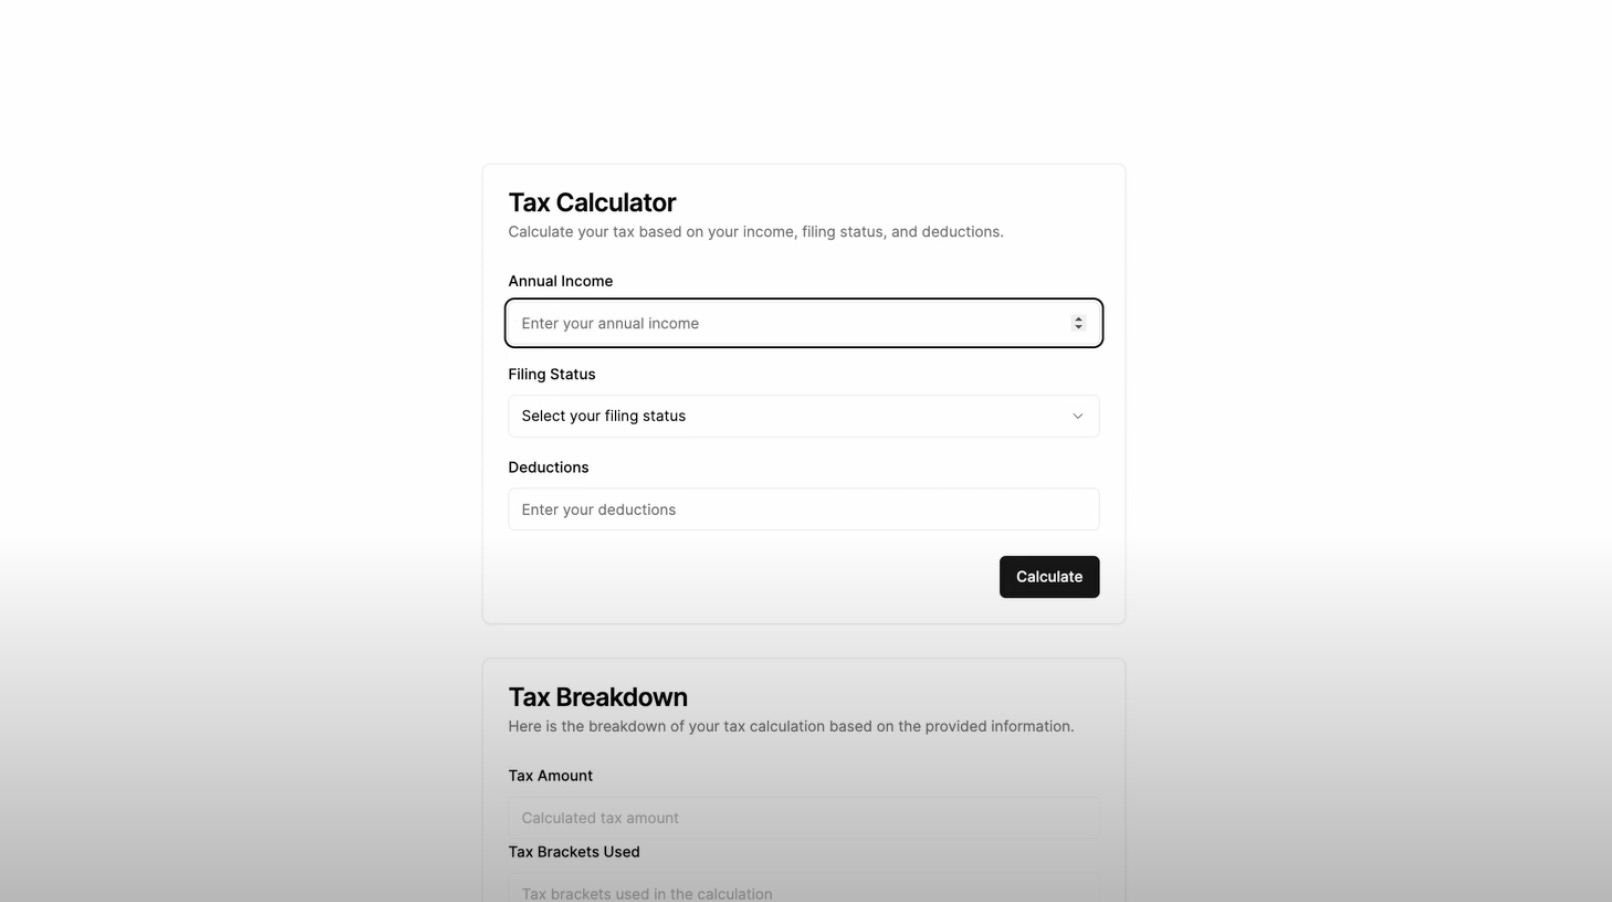 Tax Calculator
Calculate your tax based on your income, filing status, and deductions.
Annual Income
Enter your annual income
Filing Status
Select your filing status
Deductions
Enter your deductions
Calculate
Tax Breakdown
Here is the breakdown of your tax calculation based on the provided information.
Tax Amount
Calculated tax amount
Tax Brackets Used
Tax brackets used in the calculation